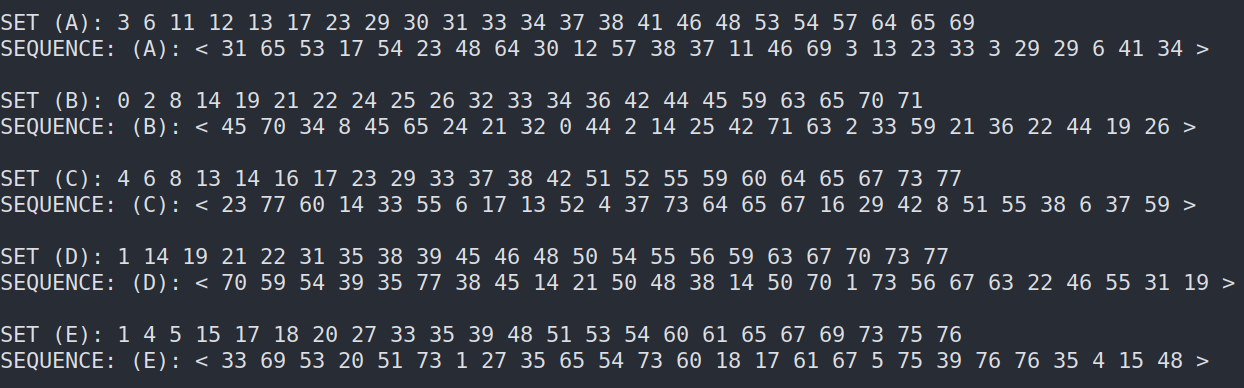 SET (A): 3 6 11 12 13 17 23 29 30 31 33 34 37 38 41 46 48 53 54 57 64 65 69
SEQUENCE: (A): < 31 65 53 17 54 23 48 64 30 12 57 38 37 11 46 69 3 13 23 33 3 29 29 6 41 34 >
SET (B): 0 2 8 14 19 21 22 24 25 26 32 33 34 36 42 44 45 59 63 65 70 71
SEQUENCE: (B): < 45 70 34 8 45 65 24 21 32 0 44 2 14 25 42 71 63 2 33 59 21 36 22 44 19 26 >
SET (C): 4 6 8 13 14 16 17 23 29 33 37 38 42 51 52 55 59 60 64 65 67 73 77
SEQUENCE: (C): < 23 77 60 14 33 55 6 17 13 52 4 37 73 64 65 67 16 29 42 8 51 55 38 6 37 59 >
SET (D): 1 14 19 21 22 31 35 38 39 45 46 48 50 54 55 56 59 63 67 70 73 77
SEQUENCE: (D): < 70 59 54 39 35 77 38 45 14 21 50 48 38 14 50 70 1 73 56 67 63 22 46 55 31 19 >
SET (E): 1 4 5 15 17 18 20 27 33 35 39 48 51 53 54 60 61 65 67 69 73 75 76
SEQUENCE: (E): < 33 69 53 20 51 73 1 27 35 65 54 73 60 18 17 61 67 5 75 39 76 76 35 4 15 48 >